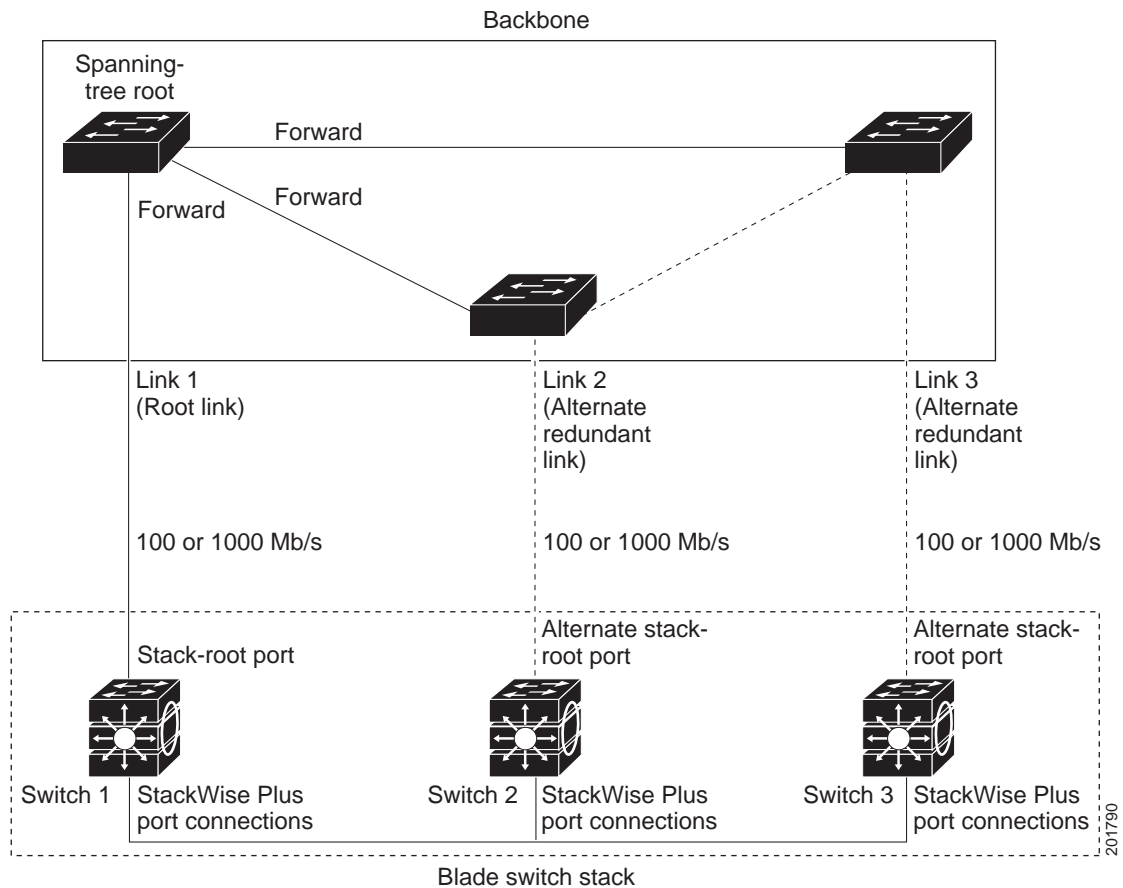 Backbone
Spanning-
tree root
Forward
Forward
Forward
Link 1
(Root link)
Link 2
(Alternate
redundant
link)
Link 3
(Alternate
redundant
link)
100 or 1000 Mb/s
100 or 1000 Mb/s
100 or 1000 Mb/s
Stack-root port
Alternate stack-
root port
Alternate stack-
root port
Switch 1
StackWise Plus
port connections
Switch 2
StackWise Plus
port connections
Switch 3
StackWise Plus
port connections
201790
Blade switch stack